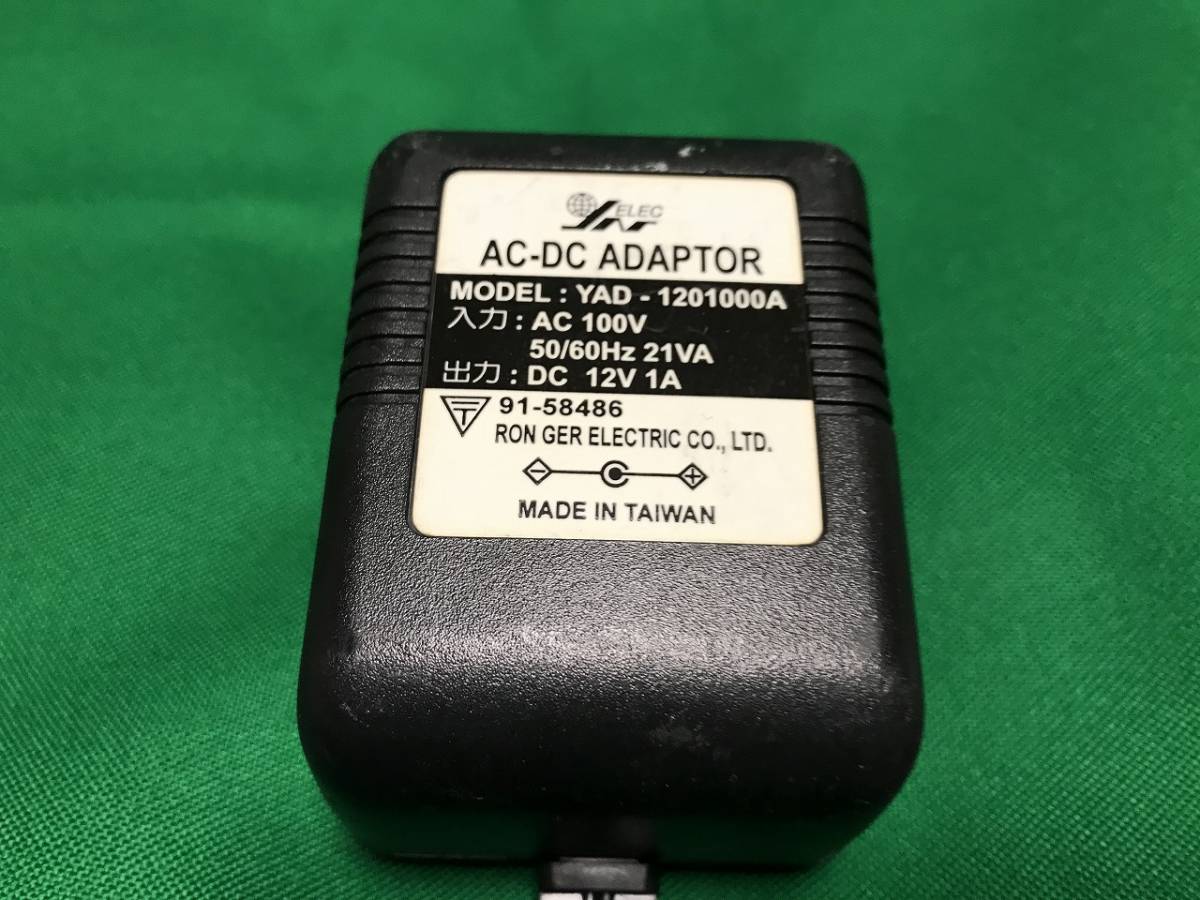 ELEC
AC-DC ADAPTOR
MODEL : YAD - 1201000A
入力 : AC 100V
50/60Hz 21VA
出力 : DC 12V 1A
T 91-58486
RON GER ELECTRIC CO., LTD.
MADE IN TAIWAN